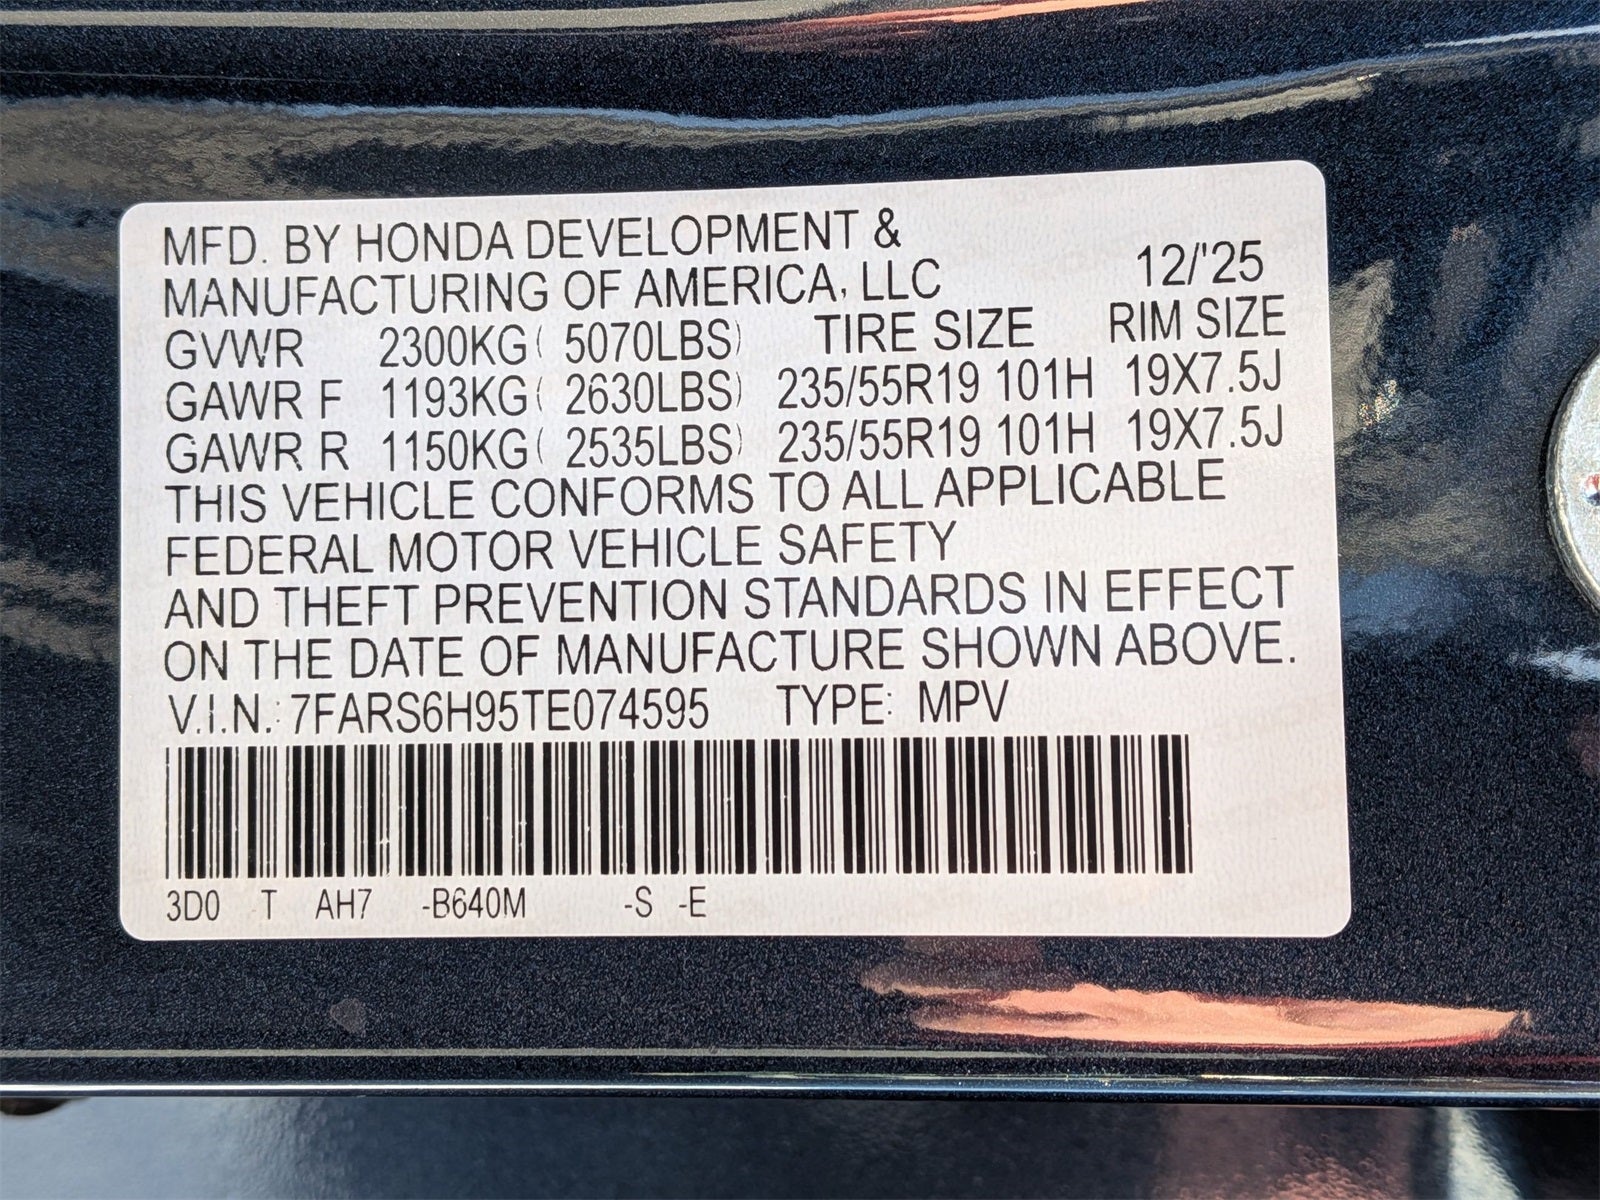 MFD. BY HONDA DEVELOPMENT &
MANUFACTURING OF AMERICA, LLC 12/'25
GVWR 2300KG( 5070LBS) TIRE SIZE RIM SIZE
GAWR F 1193KG( 2630LBS) 235/55R19 101H 19X7.5J
GAWR R 1150KG( 2535LBS) 235/55R19 101H 19X7.5J
THIS VEHICLE CONFORMS TO ALL APPLICABLE
FEDERAL MOTOR VEHICLE SAFETY
AND THEFT PREVENTION STANDARDS IN EFFECT
ON THE DATE OF MANUFACTURE SHOWN ABOVE.
V.I.N.: 7FARS6H95TE074595 TYPE: MPV
3D0 T AH7 -B640M -S -E